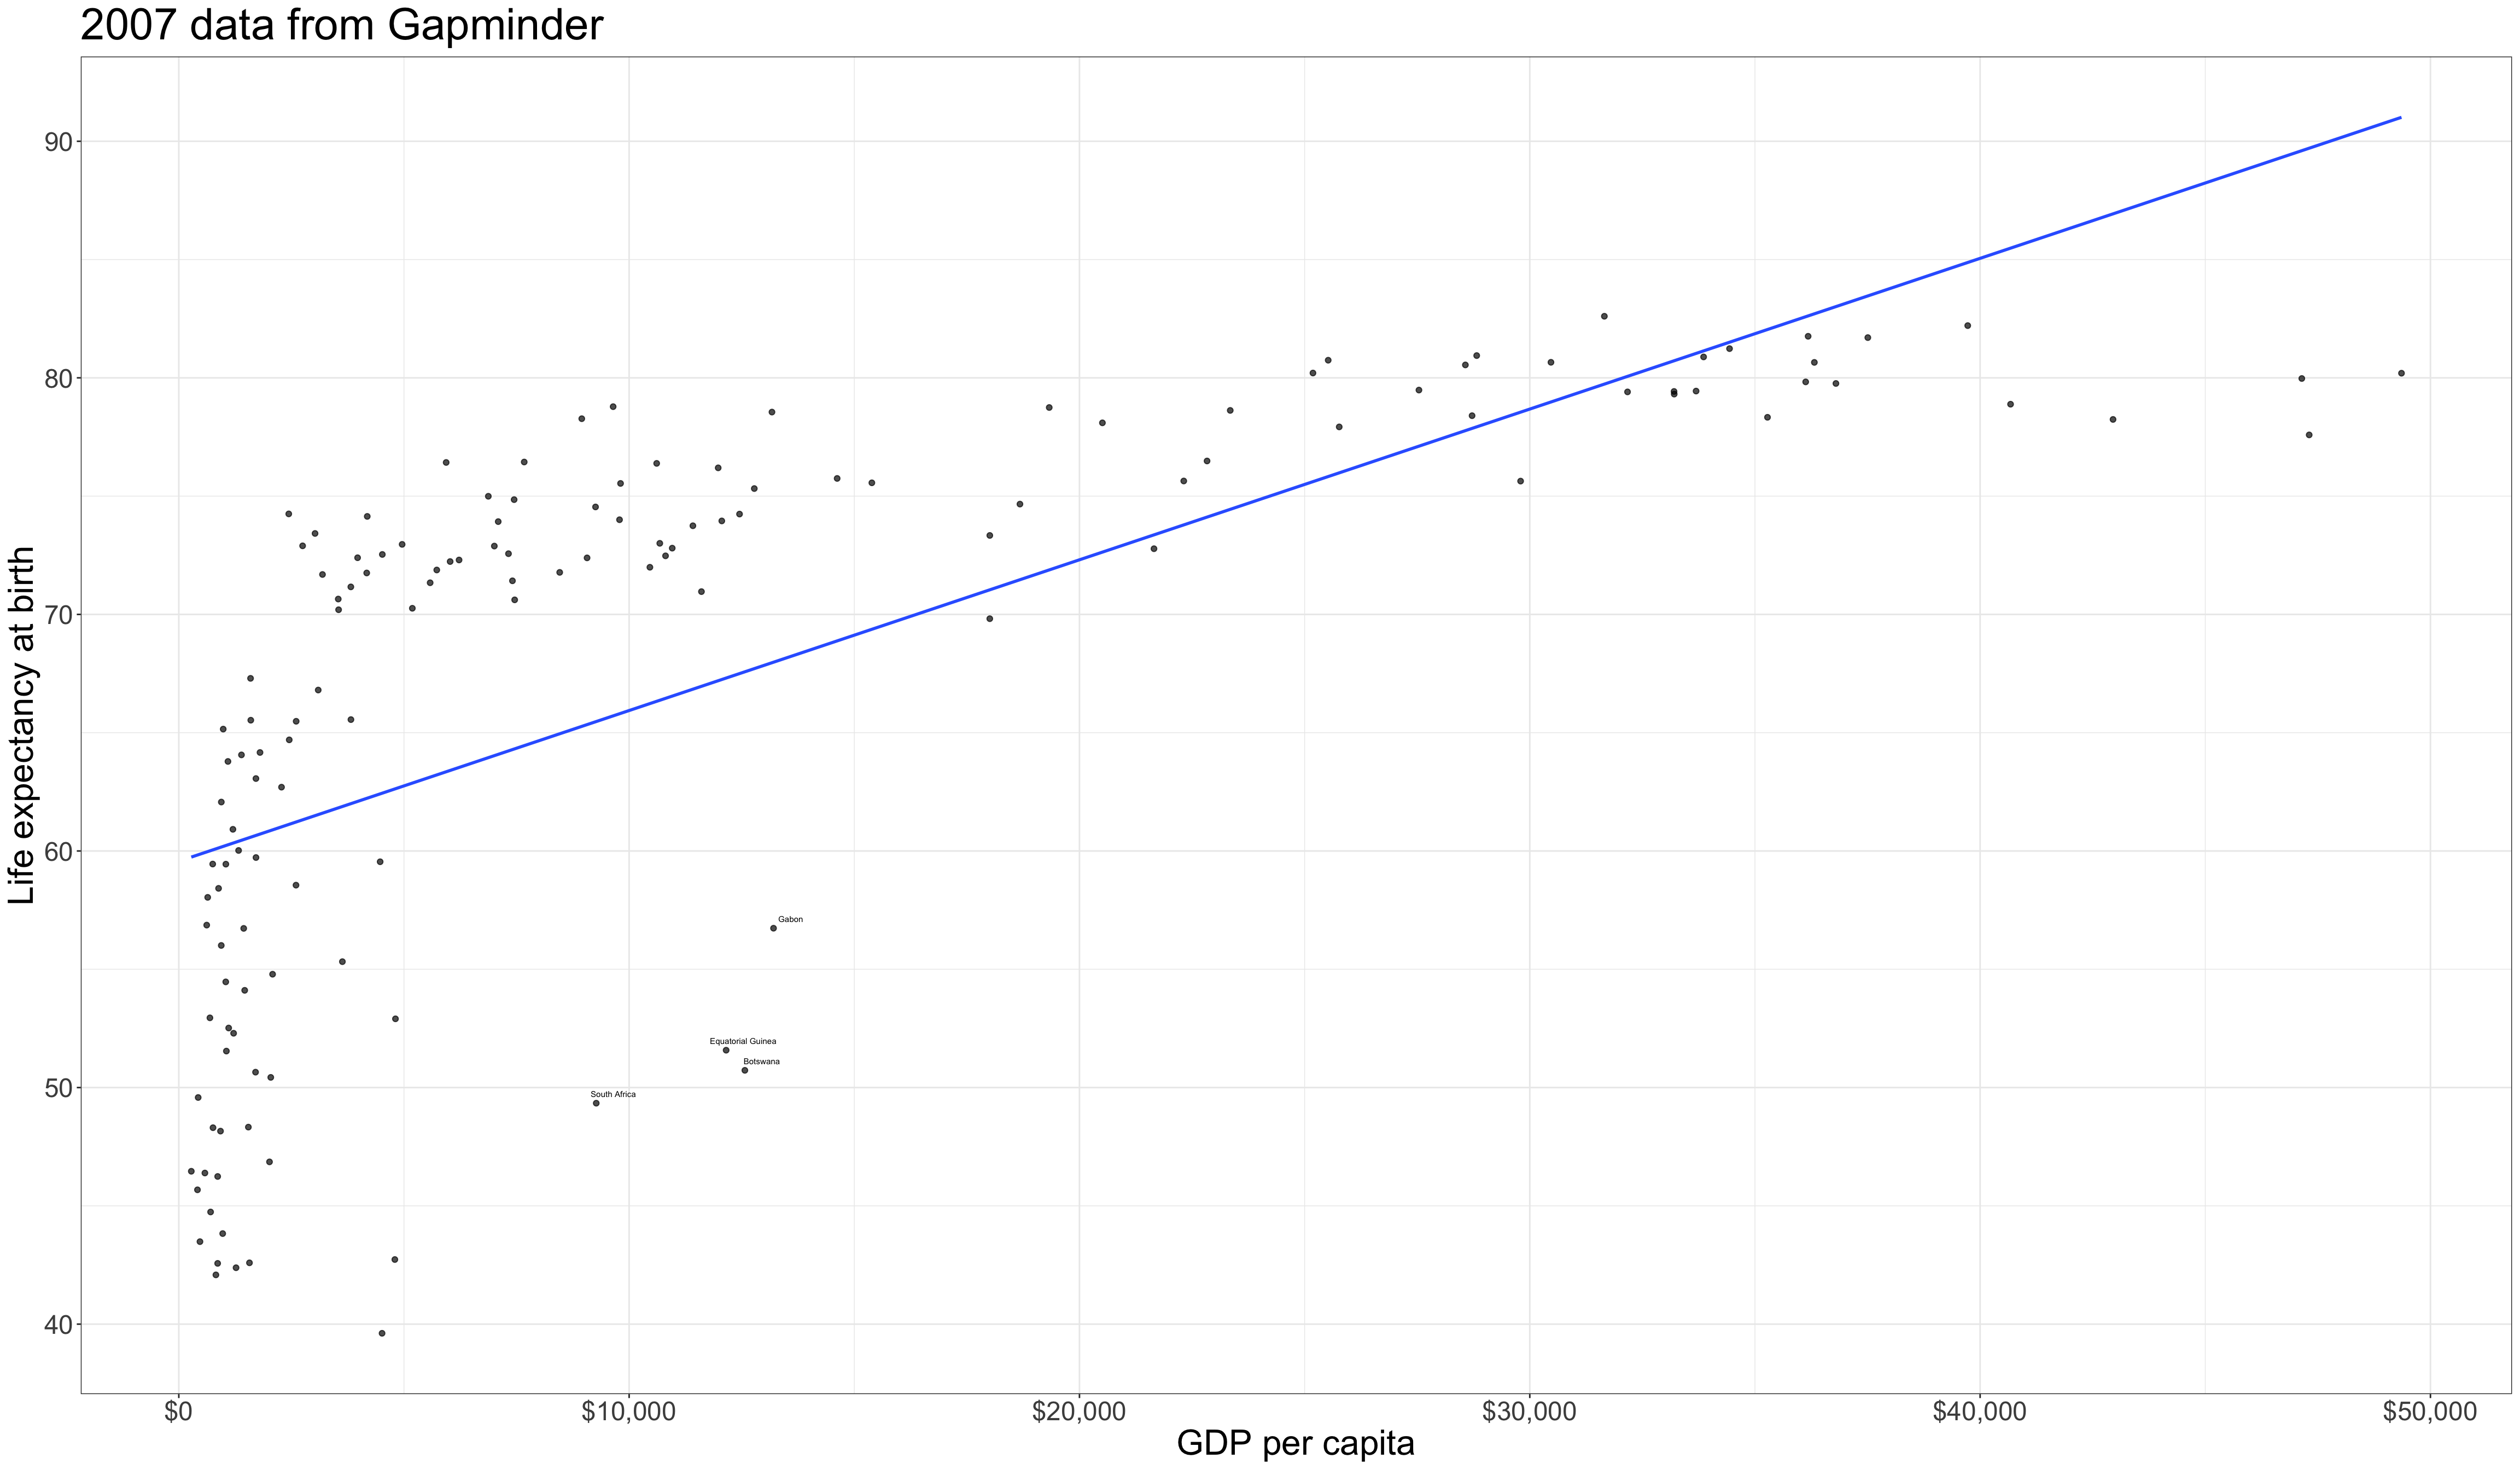 2007 data from Gapminder
90
80
70
60
50
40
Life expectancy at birth
Gabon
Equatorial Guinea
Botswana
South Africa
$0
$10,000
$20,000
$30,000
$40,000
$50,000
GDP per capita